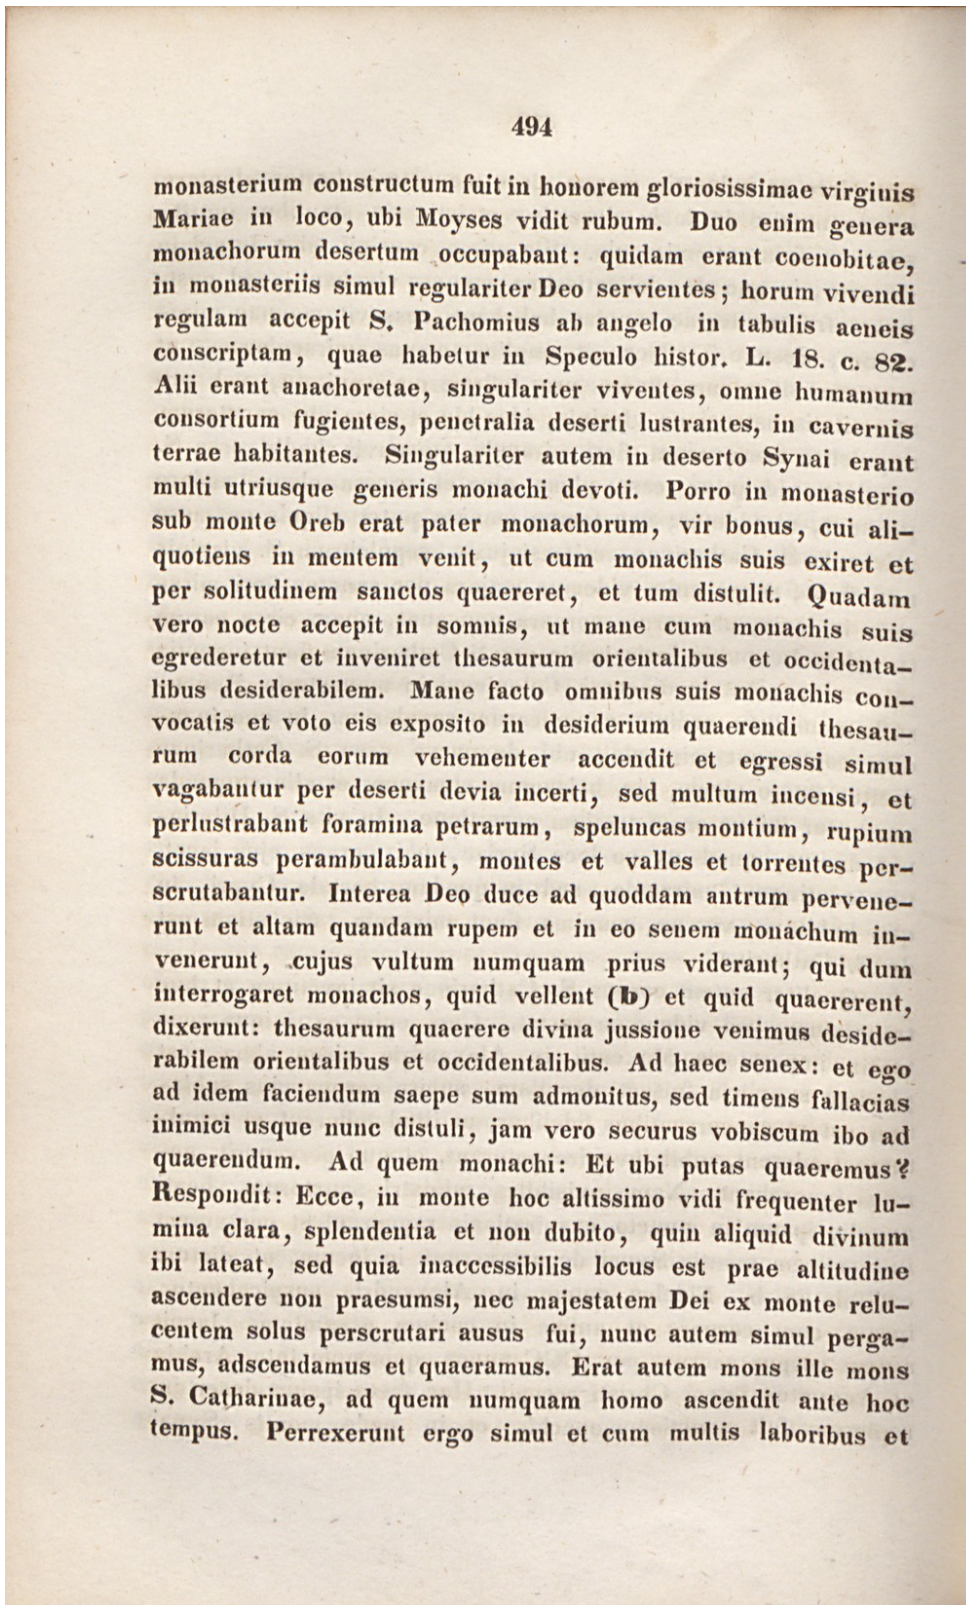 494
monasterium constructum fuit in honorem gloriosissimae virginis
Mariae in loco, ubi Moyses vidit rubum. Duo enim genera
monachorum desertum occupabant: quidam erant coenobitae,
in monasteriis simul regulariter Deo servientes; horum vivendi
regulam accepit S. Pachomius ab angelo in tabulis aeneis
conscriptam, quae habetur in Speculo histor. L. 18. c. 82.
Alii erant anachoretae, singulariter viventes, omne humanum
consortium fugientes, penetralia deserti lustrantes, in cavernis
terrae habitantes. Singulariter autem in deserto Synai erant
multi utriusque generis monachi devoti. Porro in monasterio
sub monte Oreb erat pater monachorum, vir bonus, cui ali-
quotiens in mentem venit, ut cum monachis suis exiret et
per solitudinem sanctos quaereret, et tum distulit. Quadam
vero nocte accepit in somnis, ut mane cum monachis suis
egrederetur et inveniret thesaurum orientalibus et occidenta-
libus desiderabilem. Mane facto omnibus suis monachis con-
vocatis et voto eis exposito in desiderium quaerendi thesau-
rum corda eorum vehementer accendit et egressi simul
vagabantur per deserti devia incerti, sed multum incensi, et
perlustrabant foramina petrarum, speluncas montium, rupium
scissuras perambulabant, montes et valles et torrentes per-
scrutabantur. Interea Deo duce ad quoddam antrum pervene-
runt et altam quandam rupem et in eo senem monachum in-
venerunt, cujus vultum numquam prius viderant; qui dum
interrogaret monachos, quid vellent (b) et quid quaererent,
dixerunt: thesaurum quaerere divina jussione venimus deside-
rabilem orientalibus et occidentalibus. Ad haec senex: et ego
ad idem faciendum saepe sum admonitus, sed timens fallacias
inimici usque nunc distuli, jam vero securus vobiscum ibo ad
quaerendum. Ad quem monachi: Et ubi putas quaeremus?
Respondit: Ecce, in monte hoc altissimo vidi frequenter lu-
mina clara, splendentia et non dubito, quin aliquid divinum
ibi lateat, sed quia inaccessibilis locus est prae altitudine
ascendere non praesumsi, nec majestatem Dei ex monte relu-
centem solus perscrutari ausus fui, nunc autem simul perga-
mus, adscendamus et quaeramus. Erat autem mons ille mons
S. Catharinae, ad quem numquam homo ascendit ante hoc
tempus. Perrexerunt ergo simul et cum multis laboribus et